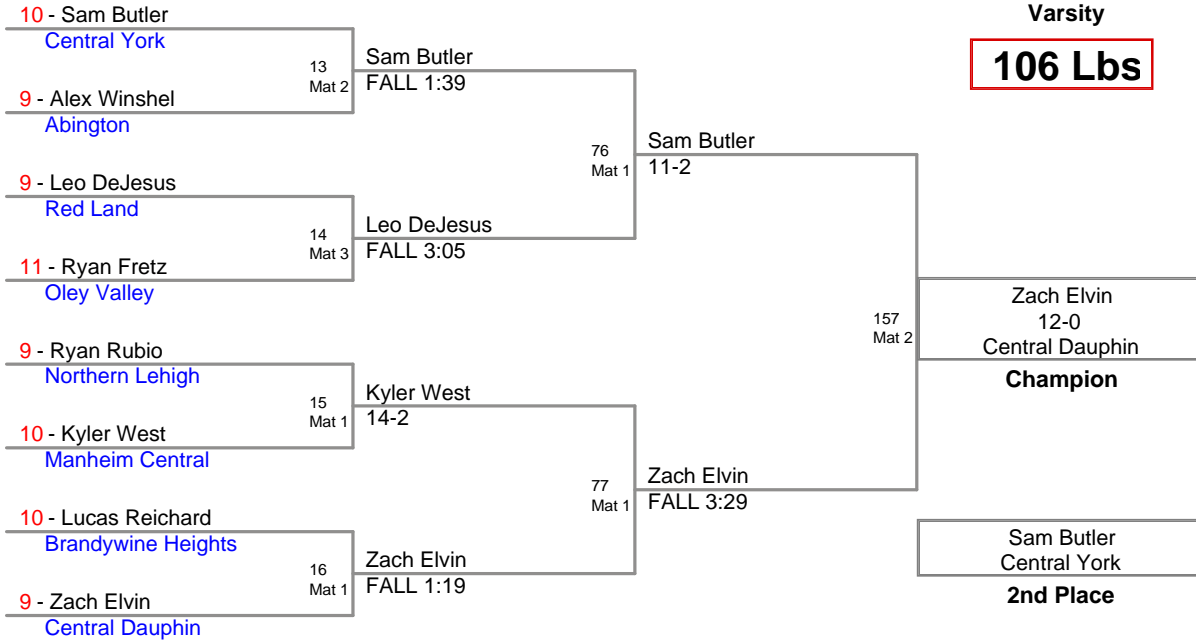 10 - Sam Butler
Central York
9 - Alex Winshel
Abington
9 - Leo DeJesus
Red Land
11 - Ryan Fretz
Oley Valley
9 - Ryan Rubio
Northern Lehigh
10 - Kyler West
Manheim Central
10 - Lucas Reichard
Brandywine Heights
9 - Zach Elvin
Central Dauphin
13
Mat 2
Sam Butler
FALL 1:39
14
Mat 3
Leo DeJesus
FALL 3:05
15
Mat 1
Kyler West
14-2
16
Mat 1
Zach Elvin
FALL 1:19
76
Mat 1
Sam Butler
11-2
77
Mat 1
Zach Elvin
FALL 3:29
157
Mat 2
Varsity
106 Lbs
Zach Elvin
12-0
Central Dauphin
Champion
Sam Butler
Central York
2nd Place